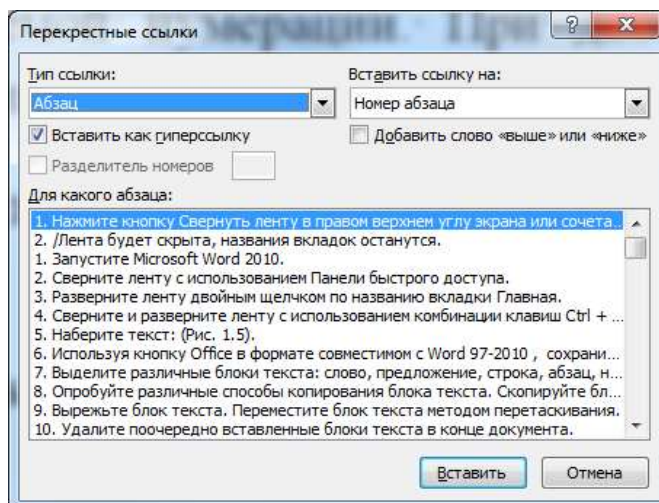 нумерации. При
Перекрестные ссылки
Тип ссылки:
Вставить ссылку на:
Абзац
Номер абзаца
Вставить как гиперссылку
Добавить слово «выше» или «ниже»
Разделитель номеров
Для какого абзаца:
1. Нажмите кнопку Свернуть ленту в правом верхнем углу экрана или сочета...
2. /Лента будет скрыта, названия вкладок останутся.
1. Запустите Microsoft Word 2010.
2. Сверните ленту с использованием Панели быстрого доступа.
3. Разверните ленту двойным щелчком по названию вкладки Главная.
4. Сверните и разверните ленту с использованием комбинации клавиш Ctrl + ...
5. Наберите текст: (Рис. 1.5).
6. Используя кнопку Office в формате совместимом с Word 97-2010 , сохрани...
7. Выделите различные блоки текста: слово, предложение, строка, абзац, н...
8. Опробуйте различные способы копирования блока текста. Скопируйте бл...
9. Вырежьте блок текста. Переместите блок текста методом перетаскивания.
10. Удалите поочередно вставленные блоки текста в конце документа.
Вставить
Отмена